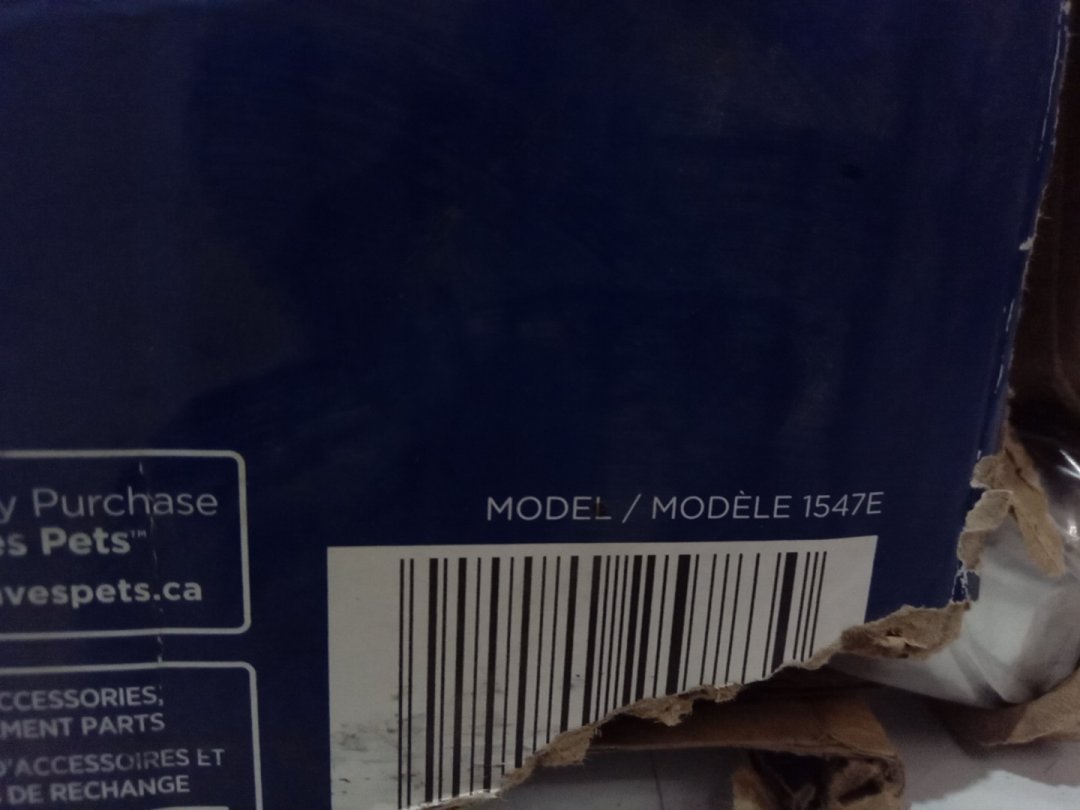 y Purchase
es Pets™
vespets.ca
MODEL / MODÈLE 1547E
CCESSORIES,
MENT PARTS
D'ACCESSOIRES ET
DE RECHANGE